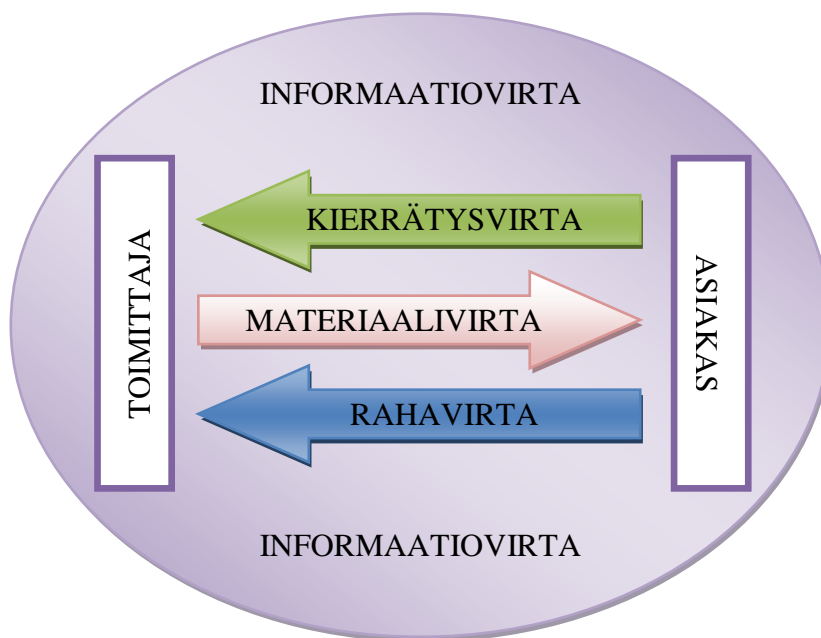 INFORMAATIOVIRTA
TOIMITTAJA
KIERRÄTYSVIRTA
MATERIAALIVIRTA
RAHAVIRTA
ASIAKAS
INFORMAATIOVIRTA